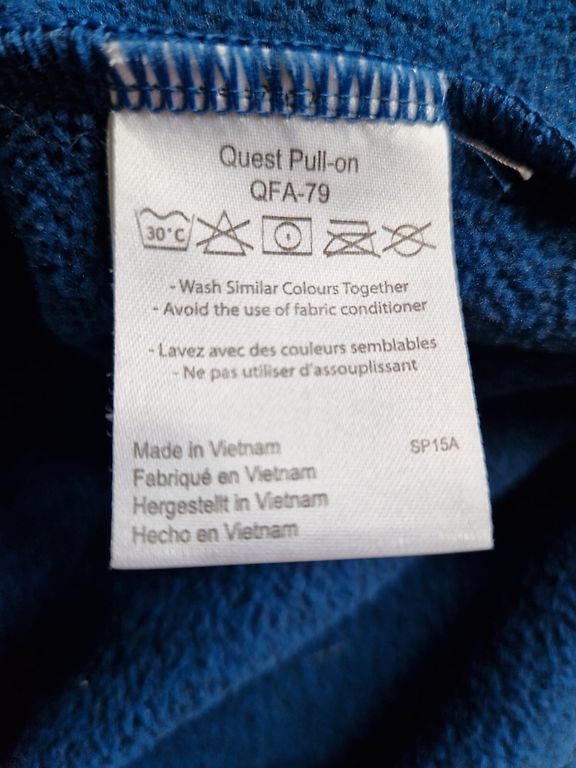 Quest Pull-on
QFA-79
30°C
- Wash Similar Colours Together
- Avoid the use of fabric conditioner
- Lavez avec des couleurs semblables
- Ne pas utiliser d'assouplissant
Made in Vietnam SP15A
Fabriqué en Vietnam
Hergestellt in Vietnam
Hecho en Vietnam